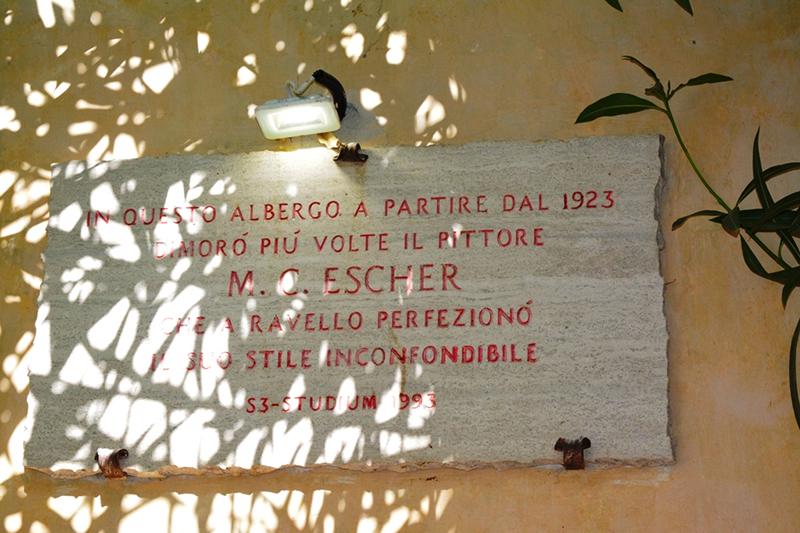 IN QUESTO ALBERGO A PARTIRE DAL 1923
DIMORÓ PIÚ VOLTE IL PITTORE
M. C. ESCHER
CHE A RAVELLO PERFEZIONÓ
IL SUO STILE INCONFONDIBILE
S3-STUDIUM 1993